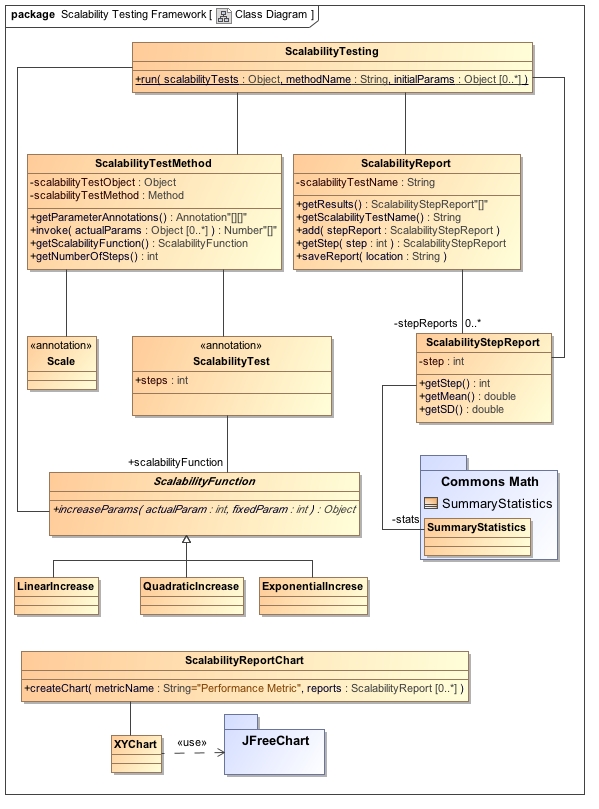 package Scalability Testing Framework [ Class Diagram ]
ScalabilityTesting
+run( scalabilityTests : Object, methodName : String, initialParams : Object [0..*] )
ScalabilityTestMethod
-scalabilityTestObject : Object
-scalabilityTestMethod : Method
+getParameterAnnotations() : Annotation"[][]"
+invoke( actualParams : Object [0..*] ) : Number"[]"
+getScalabilityFunction() : ScalabilityFunction
+getNumberOfSteps() : int
ScalabilityReport
-scalabilityTestName : String
+getResults() : ScalabilityStepReport"[]"
+getScalabilityTestName() : String
+add( stepReport : ScalabilityStepReport )
+getStep( step : int ) : ScalabilityStepReport
+saveReport( location : String )
-stepReports 0..*
«annotation»
Scale
«annotation»
ScalabilityTest
+steps : int
ScalabilityStepReport
-step : int
+getStep() : int
+getMean() : double
+getSD() : double
+scalabilityFunction
ScalabilityFunction
+increaseParams( actualParam : int, fixedParam : int ) : Object
Commons Math
SummaryStatistics
-stats
SummaryStatistics
LinearIncrease
QuadraticIncrease
ExponentialIncrese
ScalabilityReportChart
+createChart( metricName : String="Performance Metric", reports : ScalabilityReport [0..*] )
XYChart
«use»
JFreeChart